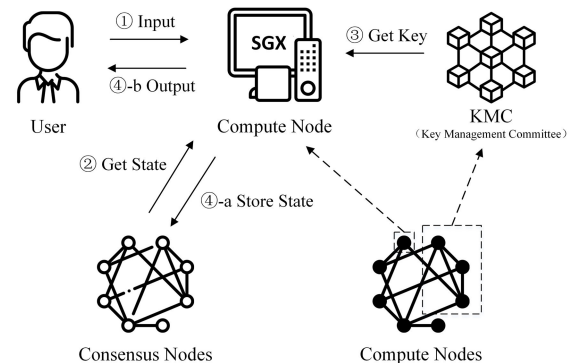 ① Input
SGX
③ Get Key
④-b Output
User
Compute Node
KMC
（Key Management Committee）
② Get State
④-a Store State
Consensus Nodes
Compute Nodes